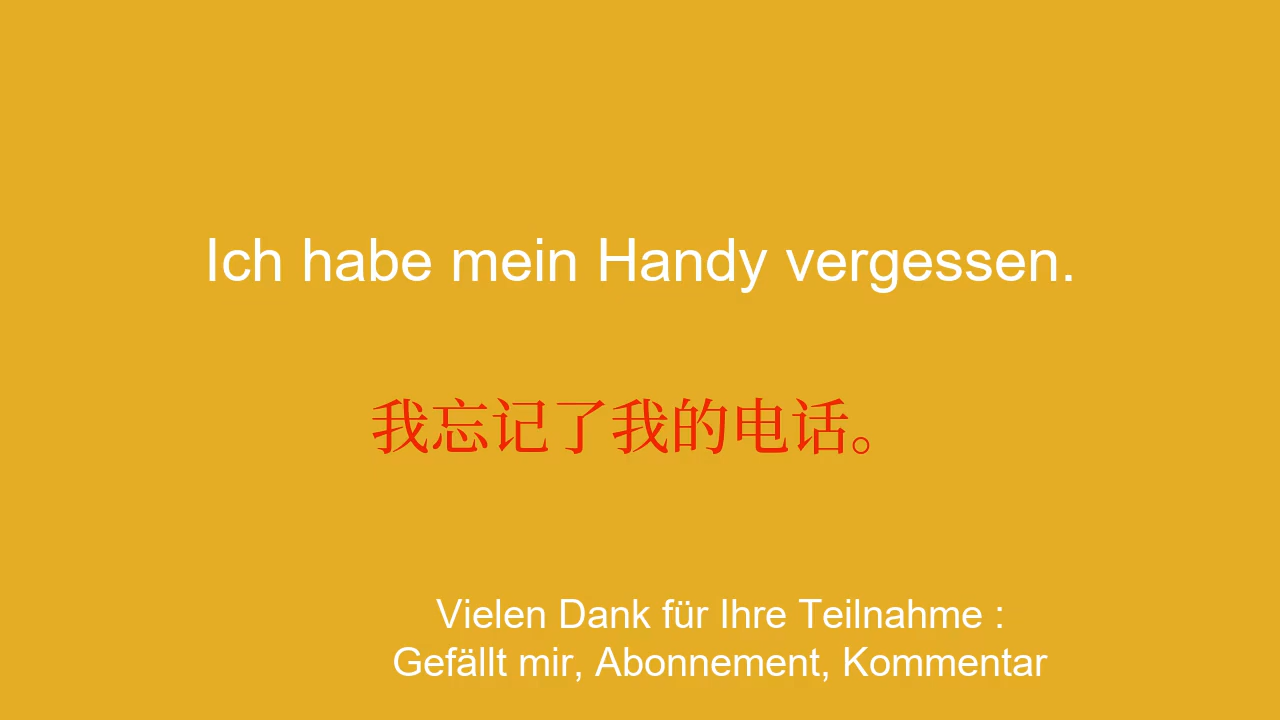 Ich habe mein Handy vergessen.
我忘记了我的电话。
Vielen Dank für Ihre Teilnahme :
Gefällt mir, Abonnement, Kommentar